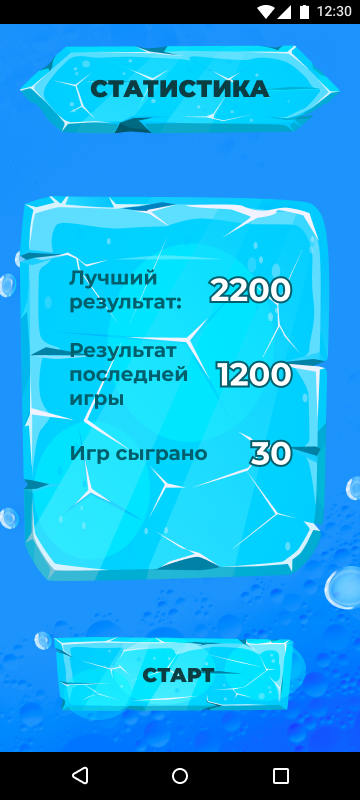 12:30
СТАТИСТИКА
Лучший
результат:
2200
Результат
последней
игры
1200
Игр сыграно
30
СТАРТ